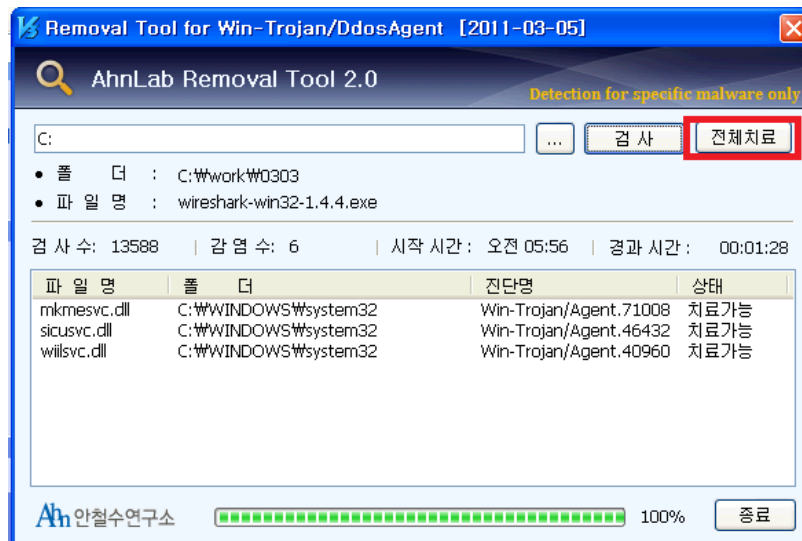 V3 Removal Tool for Win-Trojan/DdosAgent [2011-03-05]
AhnLab Removal Tool 2.0
Detection for specific malware only
C: ... 검 사 전체치료
• 폴 더 : C:₩work₩0303
• 파 일 명 : wireshark-win32-1.4.4.exe
검 사 수: 13588 | 감 염 수: 6 | 시작 시간 : 오전 05:56 | 경과 시간 : 00:01:28
파 일 명 폴 더 진단명 상태
mkmesvc.dll C:₩WINDOWS₩system32 Win-Trojan/Agent.71008 치료가능
sicusvc.dll C:₩WINDOWS₩system32 Win-Trojan/Agent.46432 치료가능
wiilsvc.dll C:₩WINDOWS₩system32 Win-Trojan/Agent.40960 치료가능
Ahn 안철수연구소 100% 종료